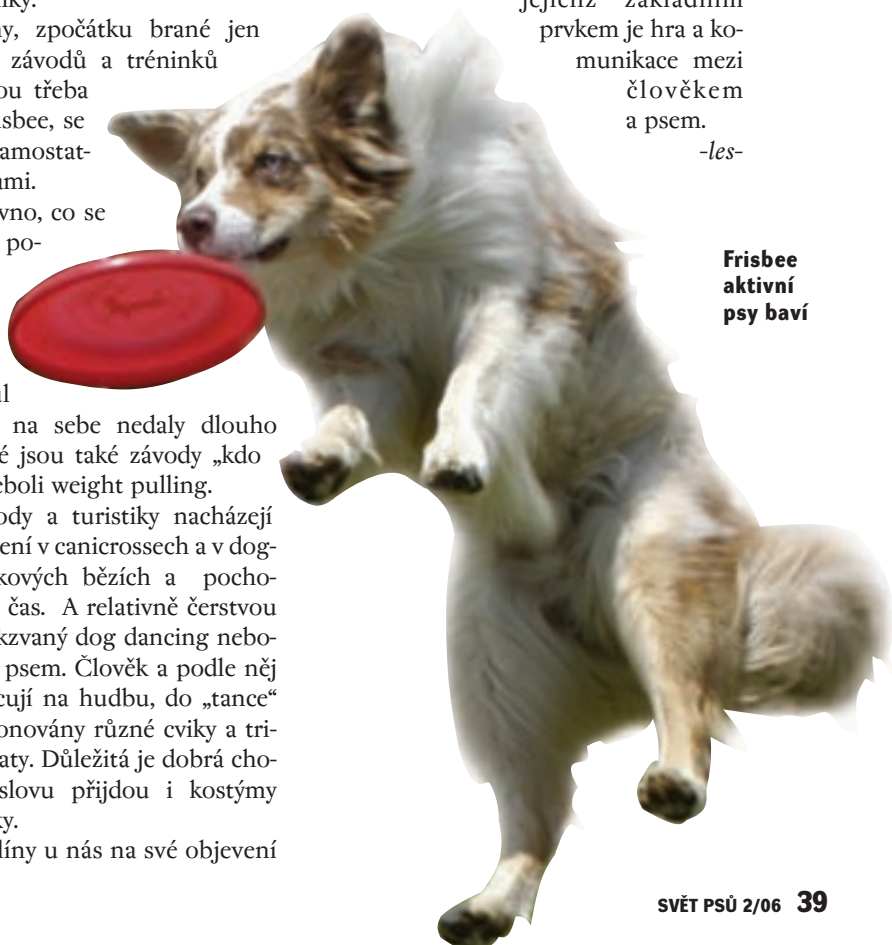 zpočátku brané jen
závodů a tréninků
ou třeba
isbee, se
amostat-
ami.
vno, co se
po-
na sebe nedaly dlouho
é jsou také závody „kdo
eboli weight pulling.
ody a turistiky nacházejí
ení v canicrossech a v dog-
kových bězích a pocho-
čas. A relativně čerstvou
kzvaný dog dancing nebo-
psem. Člověk a podle něj
cují na hudbu, do „tance“
onovány různé cviky a tri-
aty. Důležitá je dobrá cho-
slovu přijdou i kostýmy
ky.
líny u nás na své objevení
jejichž základním
prvkem je hra a ko-
munikace mezi
člověkem
a psem.
-les-
Frisbee
aktivní
psy baví
SVĚT PSŮ 2/06 39